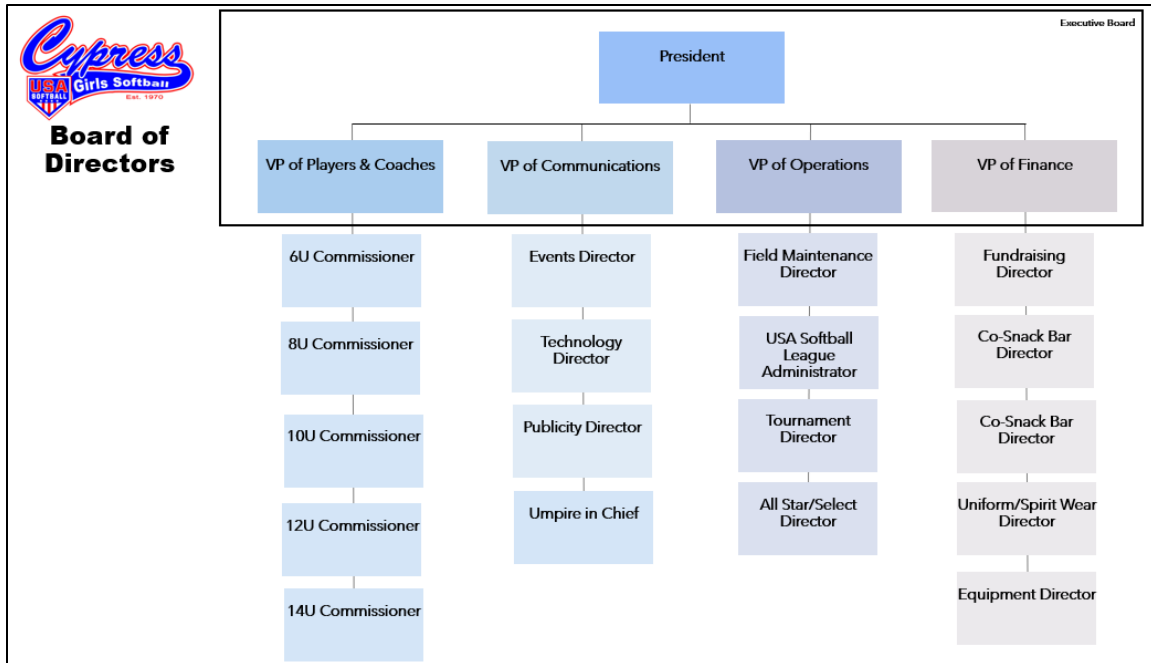 Executive Board
Cypress
USA
SOFTBALL
Girls Softball
Est. 1970
Board of
Directors
President
VP of Players & Coaches
VP of Communications
VP of Operations
VP of Finance
6U Commissioner
Events Director
Field Maintenance
Director
Fundraising
Director
8U Commissioner
Technology
Director
USA Softball
League
Administrator
Co-Snack Bar
Director
10U Commissioner
Publicity Director
Tournament
Director
Co-Snack Bar
Director
12U Commissioner
Umpire in Chief
All Star/Select
Director
Uniform/Spirit Wear
Director
14U Commissioner
Equipment Director